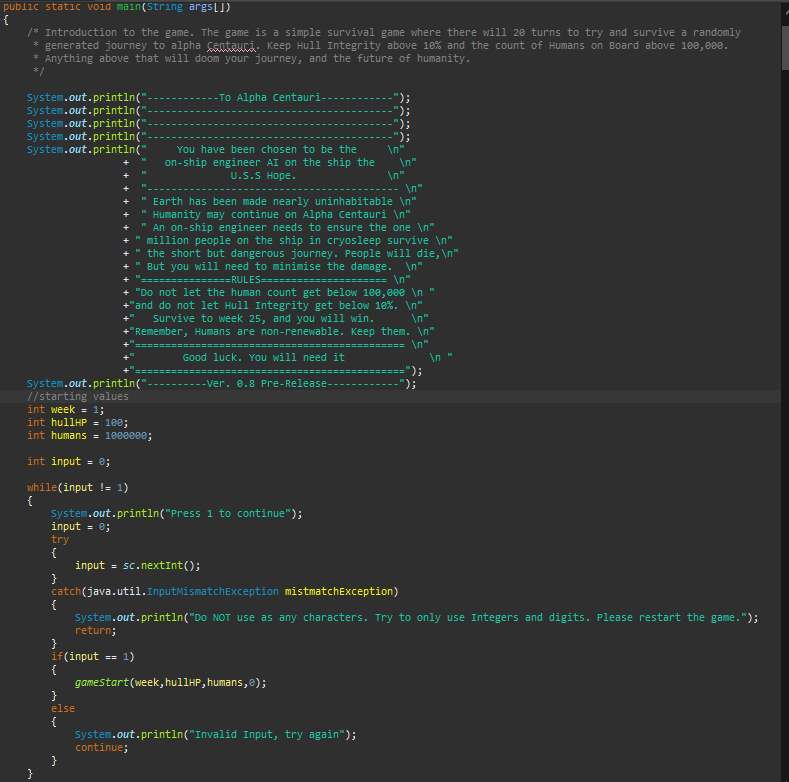 public static void main(String args[])
{
/* Introduction to the game. The game is a simple survival game where there will 20 turns to try and survive a randomly
* generated journey to alpha Centauri. Keep Hull Integrity above 10% and the count of Humans on Board above 100,000.
* Anything above that will doom your journey, and the future of humanity.
*/
System.out.println("------------To Alpha Centauri------------");
System.out.println("-----------------------------------------");
System.out.println("-----------------------------------------");
System.out.println("-----------------------------------------");
System.out.println("     You have been chosen to be the     \n"
+ "   on-ship engineer AI on the ship the    \n"
+ "              U.S.S Hope.               \n"
+ "------------------------------------------ \n"
+ " Earth has been made nearly uninhabitable \n"
+ " Humanity may continue on Alpha Centauri \n"
+ " An on-ship engineer needs to ensure the one \n"
+ " million people on the ship in cryosleep survive \n"
+ " the short but dangerous journey. People will die,\n"
+ " But you will need to minimise the damage.  \n"
+ "================RULES===================== \n"
+ "Do not let the human count get below 100,000 \n "
+"and do not let Hull Integrity get below 10%. \n"
+"   Survive to week 25, and you will win.      \n"
+"Remember, Humans are non-renewable. Keep them. \n"
+"============================================= \n"
+"        Good luck. You will need it              \n "
+"=============================================");
System.out.println("----------Ver. 0.8 Pre-Release------------");
//starting values
int week = 1;
int hullHP = 100;
int humans = 1000000;
int input = 0;
while(input != 1)
{
System.out.println("Press 1 to continue");
input = 0;
try
{
input = sc.nextInt();
}
catch(java.util.InputMismatchException mistmatchException)
{
System.out.println("Do NOT use as any characters. Try to only use Integers and digits. Please restart the game.");
return;
}
if(input == 1)
{
gameStart(week,hullHP,humans,0);
}
else
{
System.out.println("Invalid Input, try again");
continue;
}
}